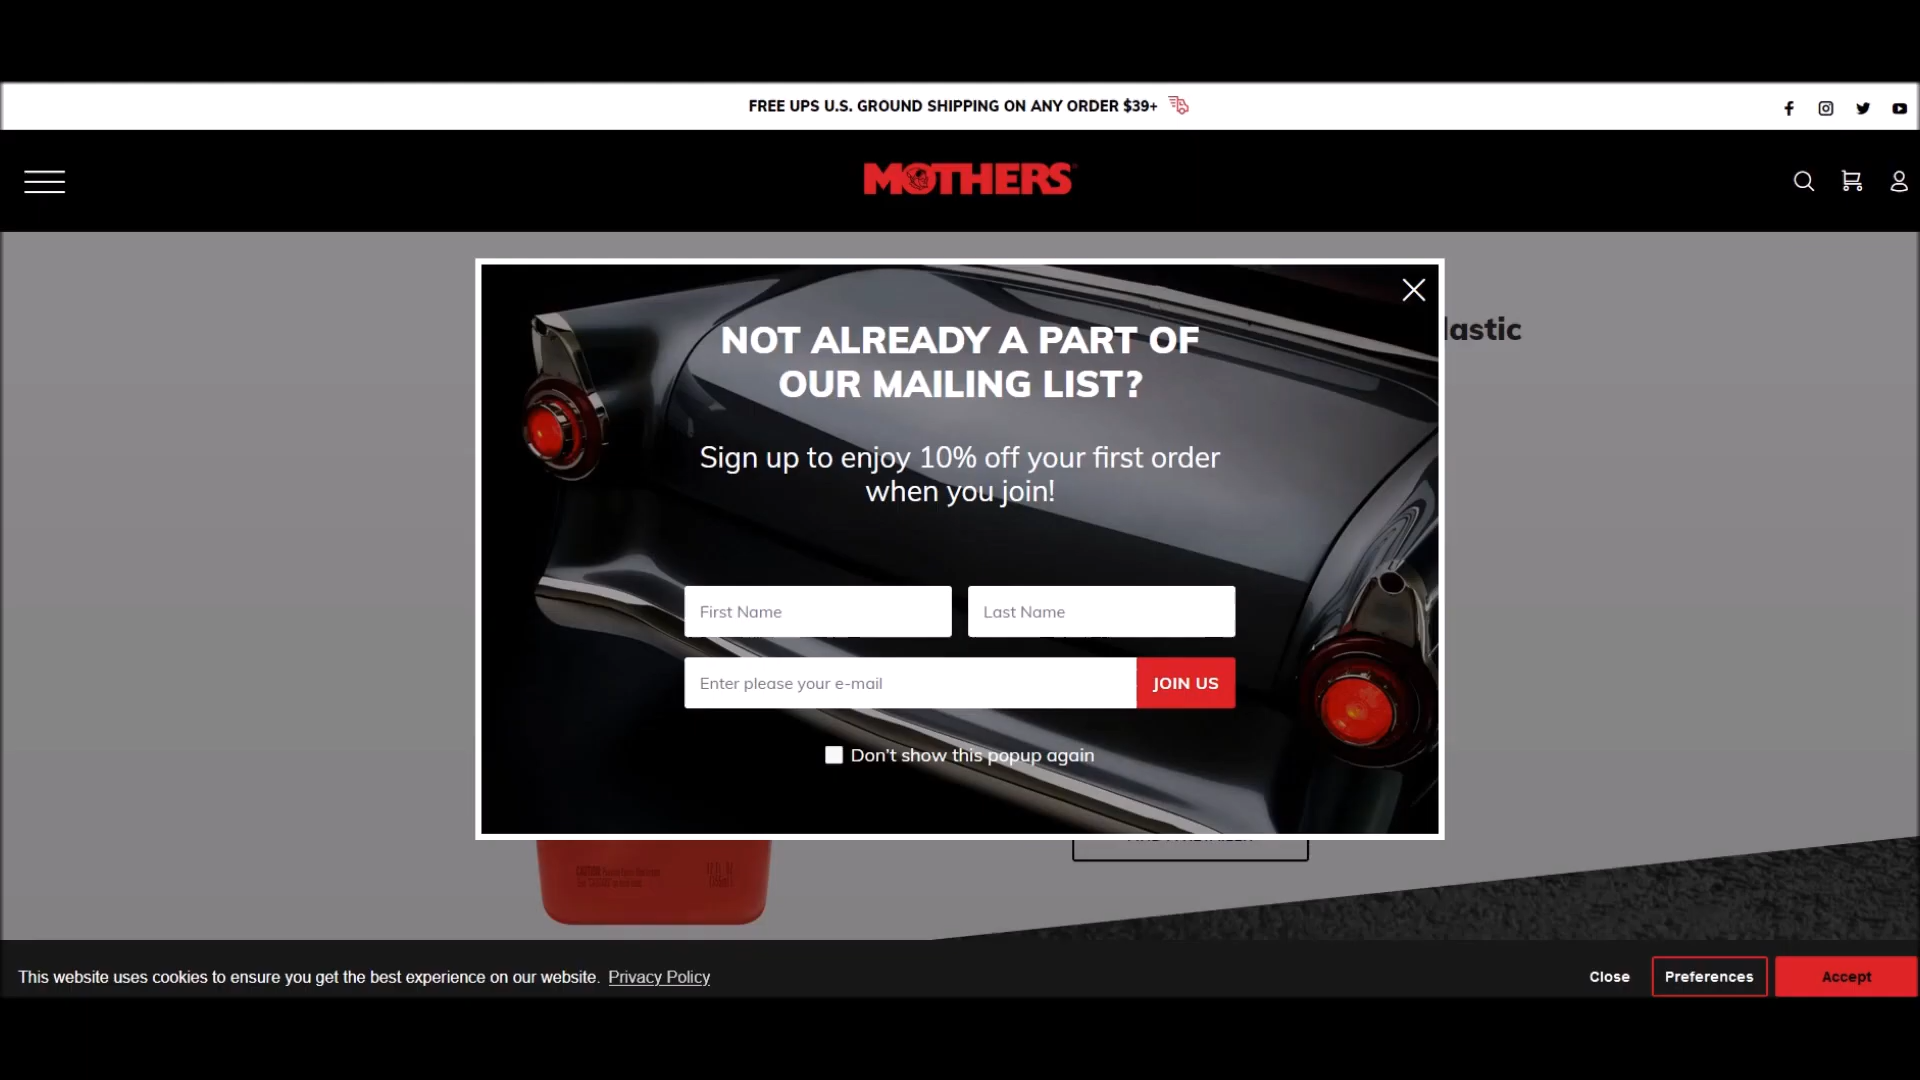 FREE UPS U.S. GROUND SHIPPING ON ANY ORDER $39+
MOTHERS
NOT ALREADY A PART OF
OUR MAILING LIST?
Sign up to enjoy 10% off your first order
when you join!
First Name
Last Name
Enter please your e-mail
JOIN US
Don't show this popup again
This website uses cookies to ensure you get the best experience on our website. Privacy Policy
Close
Preferences
Accept